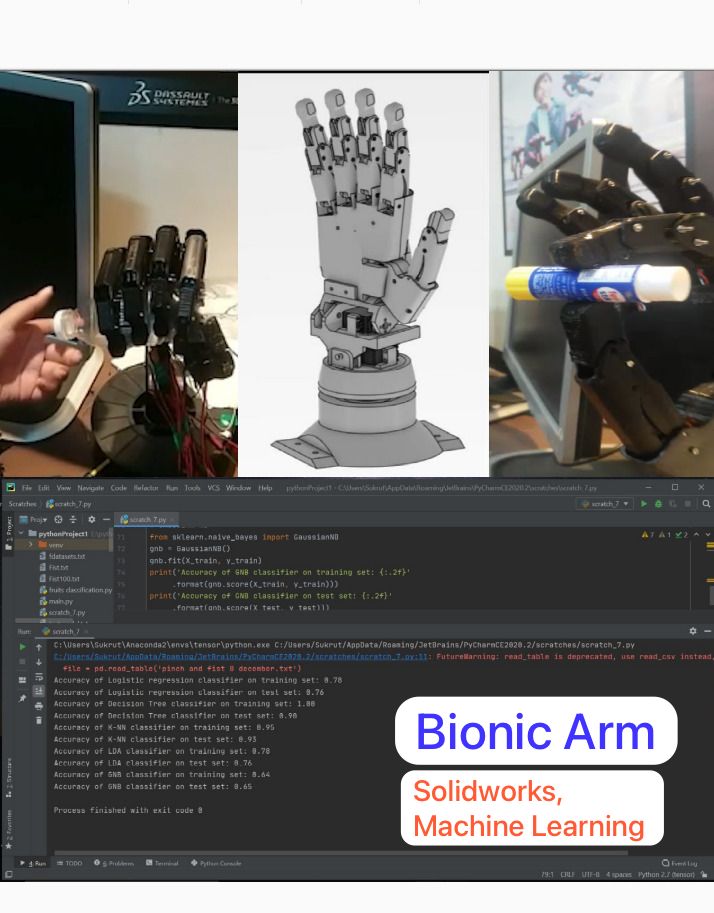 DASSAULT
SYSTEMES | The
File Edit View Navigate Code Refactor Run Tools VCS Window Help pythonProject1 - C:\Users\Sukrut\AppData\Roaming\JetBrains\PyCharmCE2020.2\scratches\scratch_7.py
Scratches scratch_7.py scratch_7
Project
Proj scratch_7.py
pythonProject1
venv
fdatasets.txt
Fist.txt
Fist100.txt
fruits classification.py
main.py
scratch_7.py
71 from sklearn.naive_bayes import GaussianNB
72 gnb = GaussianNB()
73 gnb.fit(X_train, y_train)
74 print('Accuracy of GNB classifier on training set: {:.2f}'
75 .format(gnb.score(X_train, y_train)))
76 print('Accuracy of GNB classifier on test set: {:.2f}'
77 .format(gnb.score(X_test, y_test)))
7 1 2
Run: scratch_7
C:\Users\Sukrut\Anaconda2\envs\tensor\python.exe C:/Users/Sukrut/AppData/Roaming/JetBrains/PyCharmCE2020.2/scratches/scratch_7.py
C:/Users/Sukrut/AppData/Roaming/JetBrains/PyCharmCE2020.2/scratches/scratch_7.py:11: FutureWarning: read_table is deprecated, use read_csv instead,
file = pd.read_table('pinch and fist 8 december.txt')
Accuracy of Logistic regression classifier on training set: 0.78
Accuracy of Logistic regression classifier on test set: 0.76
Accuracy of Decision Tree classifier on training set: 1.00
Accuracy of Decision Tree classifier on test set: 0.90
Accuracy of K-NN classifier on training set: 0.95
Accuracy of K-NN classifier on test set: 0.93
Accuracy of LDA classifier on training set: 0.78
Accuracy of LDA classifier on test set: 0.76
Accuracy of GNB classifier on training set: 0.64
Accuracy of GNB classifier on test set: 0.65
Process finished with exit code 0
Bionic Arm
Solidworks,
Machine Learning
Structure
Favorites
4: Run TODO 6: Problems Terminal Python Console Event Log
79:1 CRLF UTF-8 4 spaces Python 2.7 (tensor)